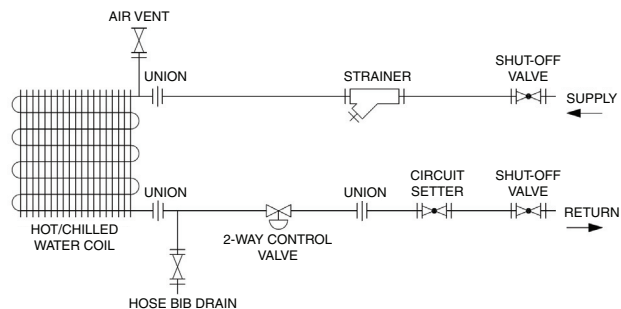 AIR VENT
UNION
STRAINER
SHUT-OFF
VALVE
SUPPLY
UNION
UNION
CIRCUIT
SETTER
SHUT-OFF
VALVE
RETURN
HOT/CHILLED
WATER COIL
2-WAY CONTROL
VALVE
HOSE BIB DRAIN